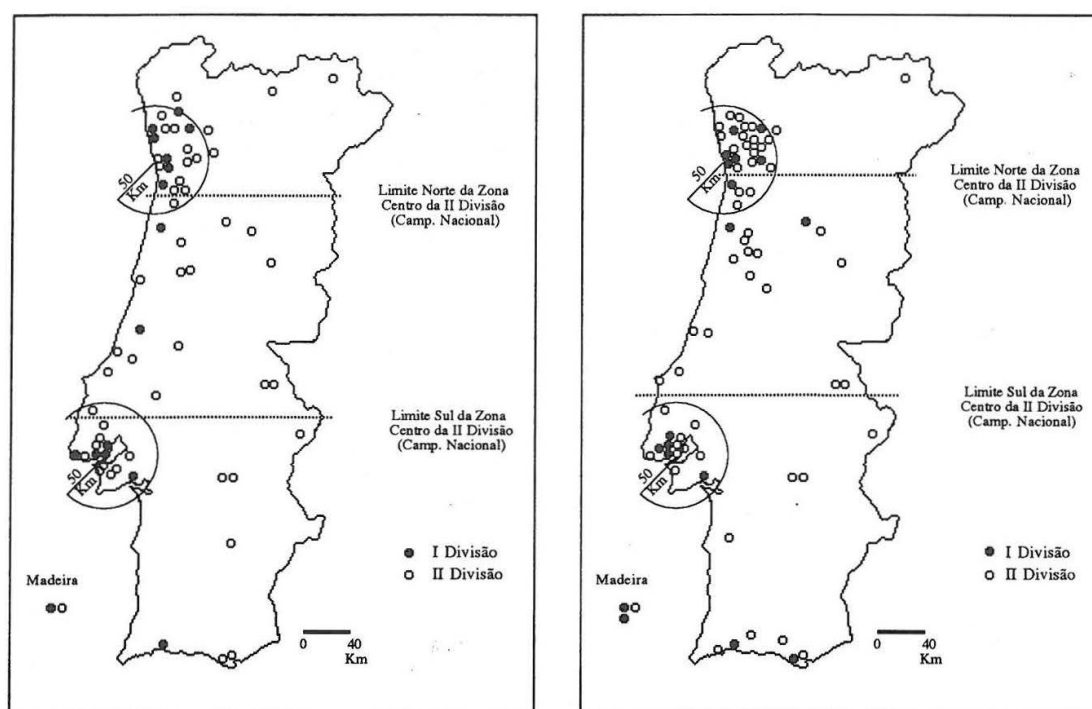 50
Km
Limite Norte da Zona
Centro da II Divisão
(Camp. Nacional)
Limite Sul da Zona
Centro da II Divisão
(Camp. Nacional)
50
Km
I Divisão
II Divisão
Madeira
0 40
Km
50
Km
Limite Norte da Zona
Centro da II Divisão
(Camp. Nacional)
Limite Sul da Zona
Centro da II Divisão
(Camp. Nacional)
50
Km
I Divisão
II Divisão
Madeira
0 40
Km